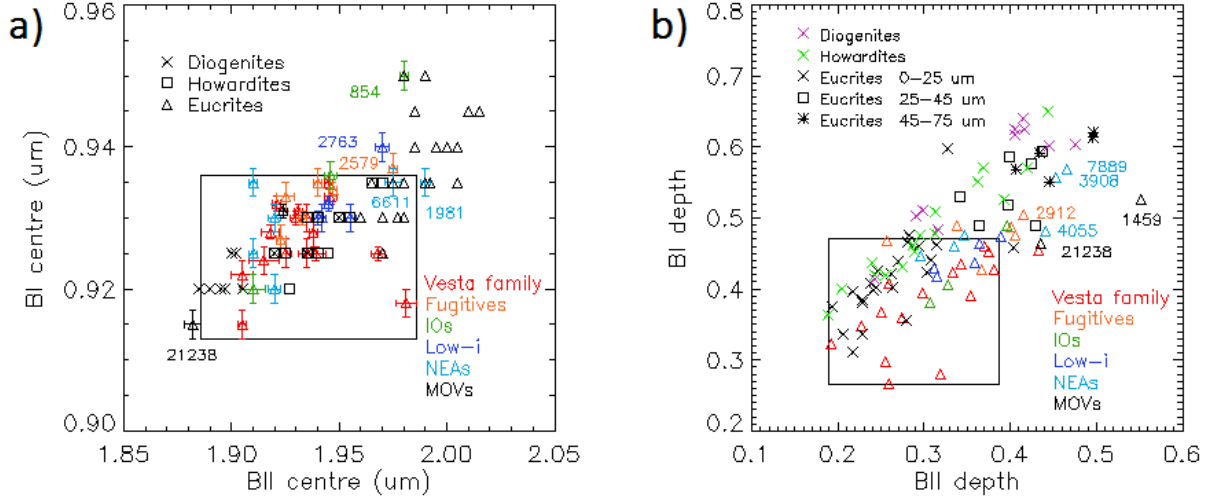 a)
0.96
0.94
0.92
0.90
BI centre (um)
× Diogenites
□ Howardites
△ Eucrites
854
2763
2579
6611
1981
21238
Vesta family
Fugitives
IOs
Low-i
NEAs
MOVs
1.85 1.90 1.95 2.00 2.05
BII centre (um)
b)
0.8
0.7
0.6
0.5
0.4
0.3
0.2
BI depth
× Diogenites
× Howardites
× Eucrites 0-25 um
□ Eucrites 25-45 um
✱ Eucrites 45-75 um
7889
3908
2912
1459
4055
21238
Vesta family
Fugitives
IOs
Low-i
NEAs
MOVs
0.1 0.2 0.3 0.4 0.5 0.6
BII depth